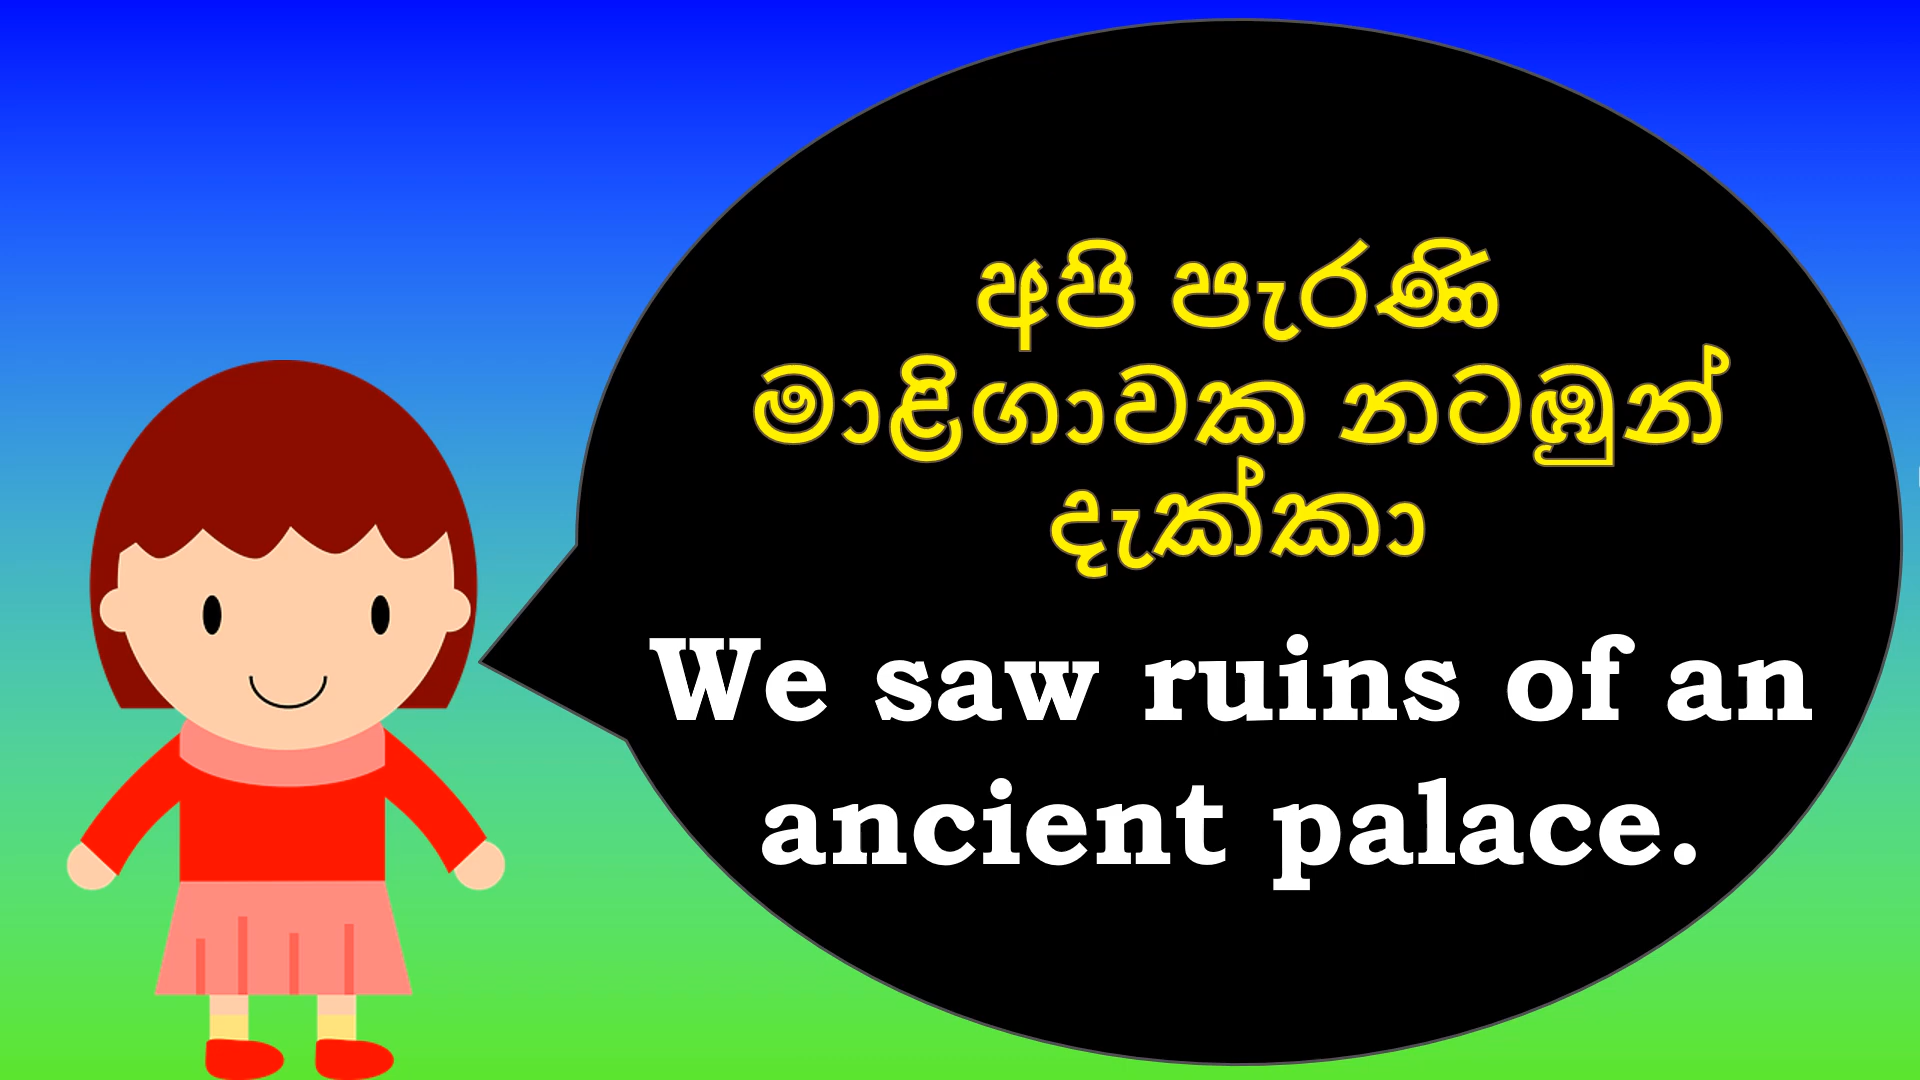 අපි පැරණි
මාළිගාවක නටඹුන්
දැක්කා
We saw ruins of an
ancient palace.